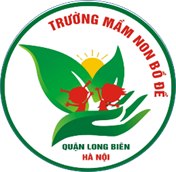 TRƯỜNG MẦM NON BỒ ĐỀ
QUẬN LONG BIÊN
HÀ NỘI